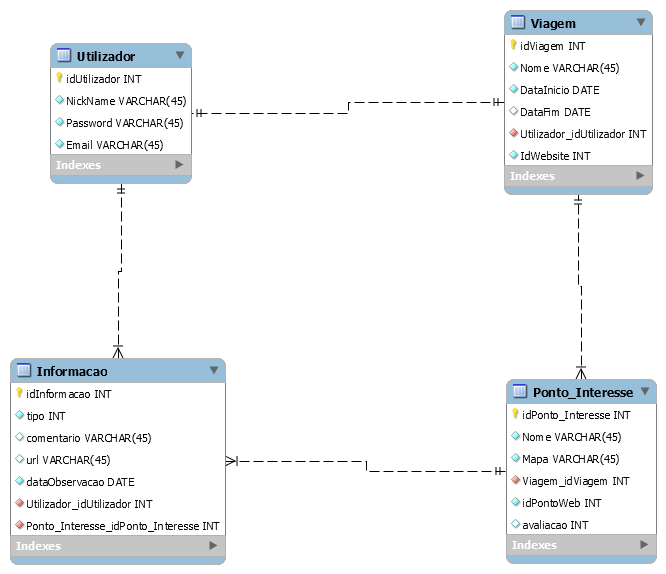 Utilizador
idUtilizador INT
NickName VARCHAR(45)
Password VARCHAR(45)
Email VARCHAR(45)
Indexes
Viagem
idViagem INT
Nome VARCHAR(45)
DataInicio DATE
DataFim DATE
Utilizador_idUtilizador INT
IdWebsite INT
Indexes
Informacao
idInformacao INT
tipo INT
comentario VARCHAR(45)
url VARCHAR(45)
dataObservacao DATE
Utilizador_idUtilizador INT
Ponto_Interesse_idPonto_Interesse INT
Indexes
Ponto_Interesse
idPonto_Interesse INT
Nome VARCHAR(45)
Mapa VARCHAR(45)
Viagem_idViagem INT
idPontoWeb INT
avaliacao INT
Indexes